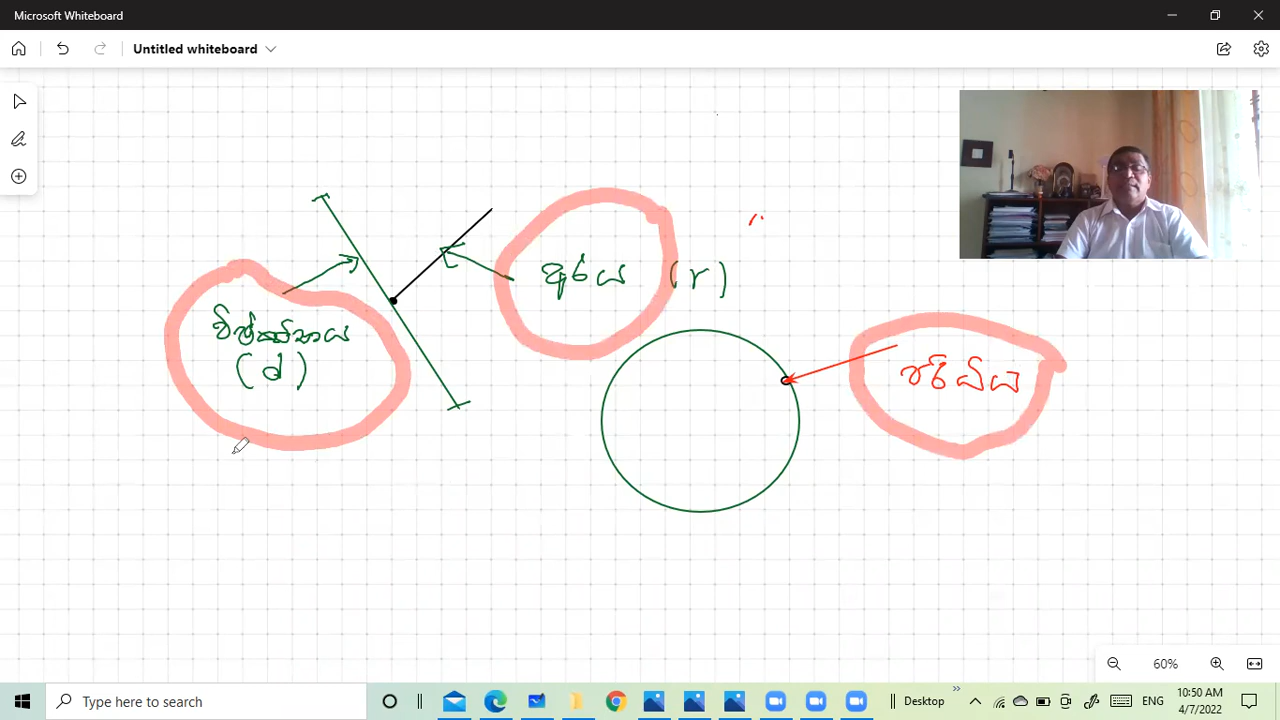 Microsoft Whiteboard
Untitled whiteboard
අරය (r)
විෂ්කම්භය
(d)
පරිධිය
60%
Type here to search
Desktop
ENG
10:50 AM
4/7/2022